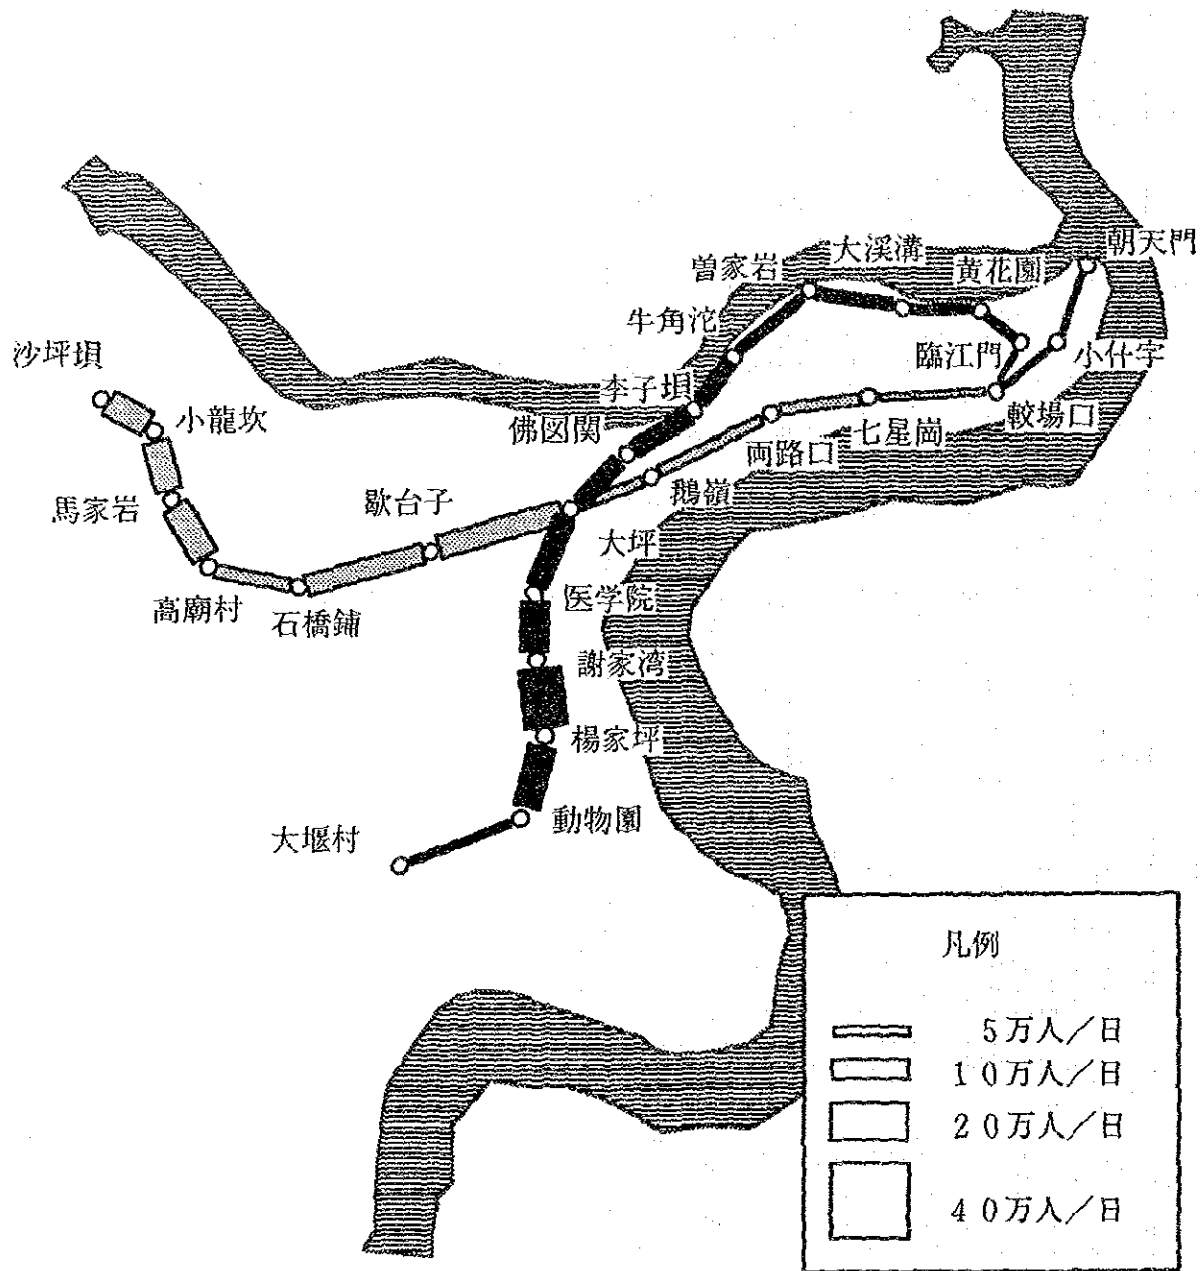 朝天門
大渓溝
曽家岩
黄花園
牛角沱
臨江門
小什字
沙坪垻
李子垻
小龍坎
佛図関
七星崗
較場口
両路口
馬家岩
歇台子
鵝嶺
大坪
医学院
高廟村
石橋鋪
謝家湾
楊家坪
大堰村
動物園
凡例
5万人/日
10万人/日
20万人/日
40万人/日